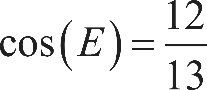 cos(E) = 12/13